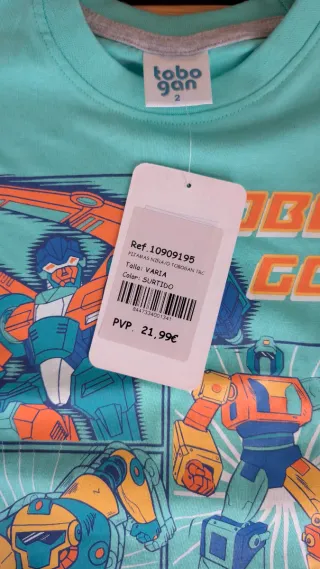 tobo
gan
2
Ref. 10909195
Talla: VARIA
Color: SURTIDO
PVP. 21,99€